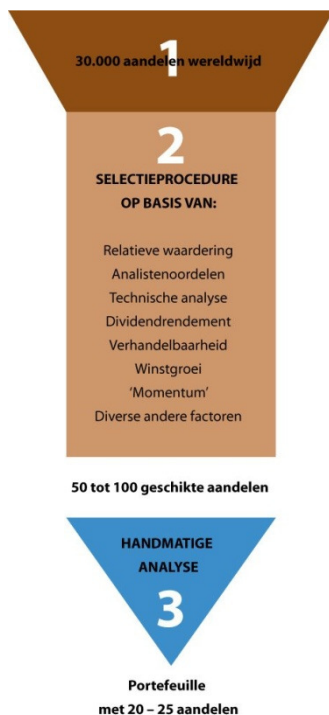 1
30.000 aandelen wereldwijd
2
SELECTIEPROCEDURE
OP BASIS VAN:
Relatieve waardering
Analistenoordelen
Technische analyse
Dividendrendement
Verhandelbaarheid
Winstgroei
‘Momentum’
Diverse andere factoren
50 tot 100 geschikte aandelen
HANDMATIGE
ANALYSE
3
Portefeuille
met 20 – 25 aandelen